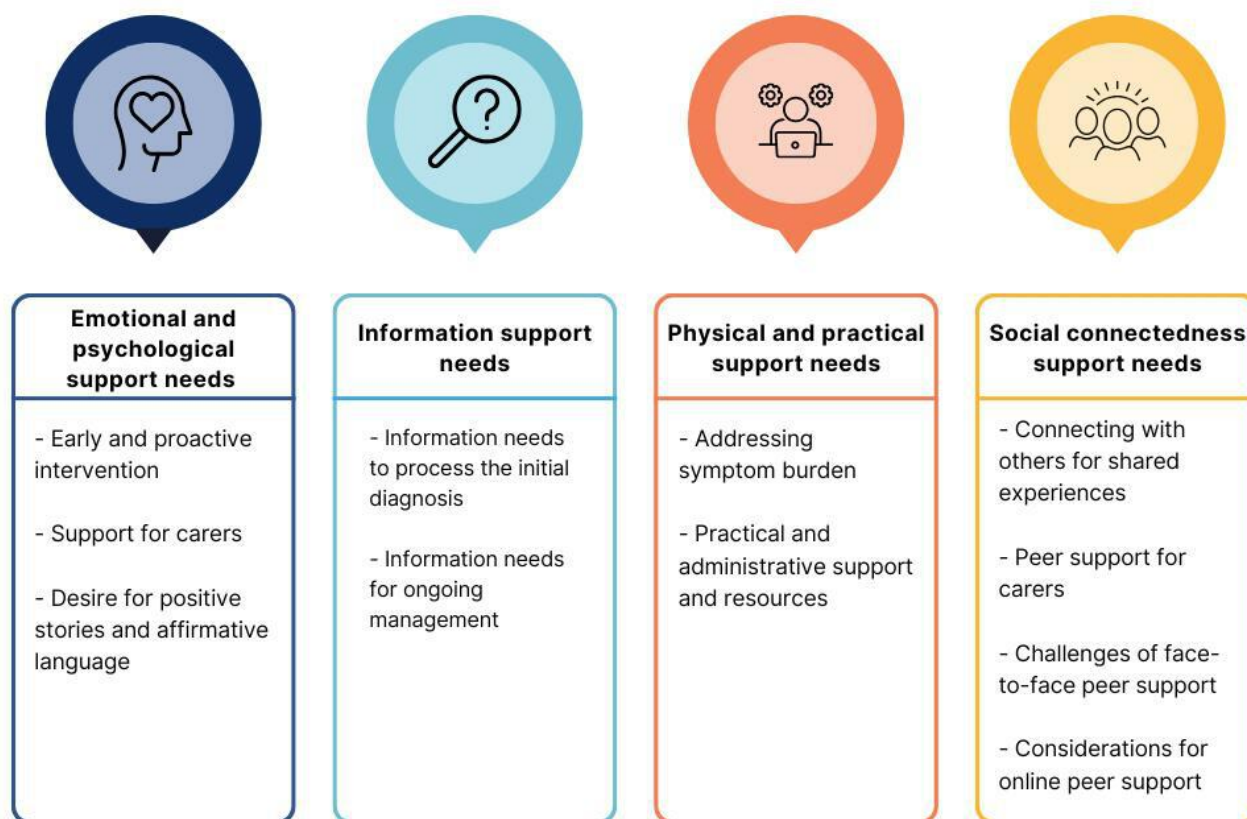 Emotional and
psychological
support needs
- Early and proactive
intervention
- Support for carers
- Desire for positive
stories and affirmative
language
Information support
needs
- Information needs
to process the initial
diagnosis
- Information needs
for ongoing
management
Physical and practical
support needs
- Addressing
symptom burden
- Practical and
administrative support
and resources
Social connectedness
support needs
- Connecting with
others for shared
experiences
- Peer support for
carers
- Challenges of face-
to-face peer support
- Considerations for
online peer support